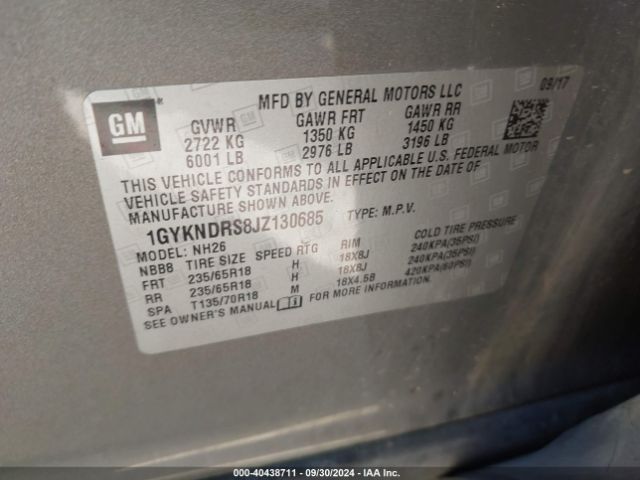 GM
MFD BY GENERAL MOTORS LLC
09/17
GVWR GAWR FRT GAWR RR
2722 KG 1350 KG 1450 KG
6001 LB 2976 LB 3196 LB
THIS VEHICLE CONFORMS TO ALL APPLICABLE U.S. FEDERAL MOTOR
VEHICLE SAFETY STANDARDS IN EFFECT ON THE DATE OF
MANUFACTURE SHOWN ABOVE.
1GYKNDRS8JZ130685 TYPE: M.P.V.
MODEL: NH26
NBBB TIRE SIZE SPEED RTG RIM COLD TIRE PRESSURE
FRT 235/65R18 H 18X8J 240KPA(35PSI)
RR 235/65R18 H 18X8J 240KPA(35PSI)
SPA T135/70R18 M 18X4.5B 420KPA(60PSI)
SEE OWNER'S MANUAL FOR MORE INFORMATION.
000-40438711 - 09/30/2024 - IAA Inc.